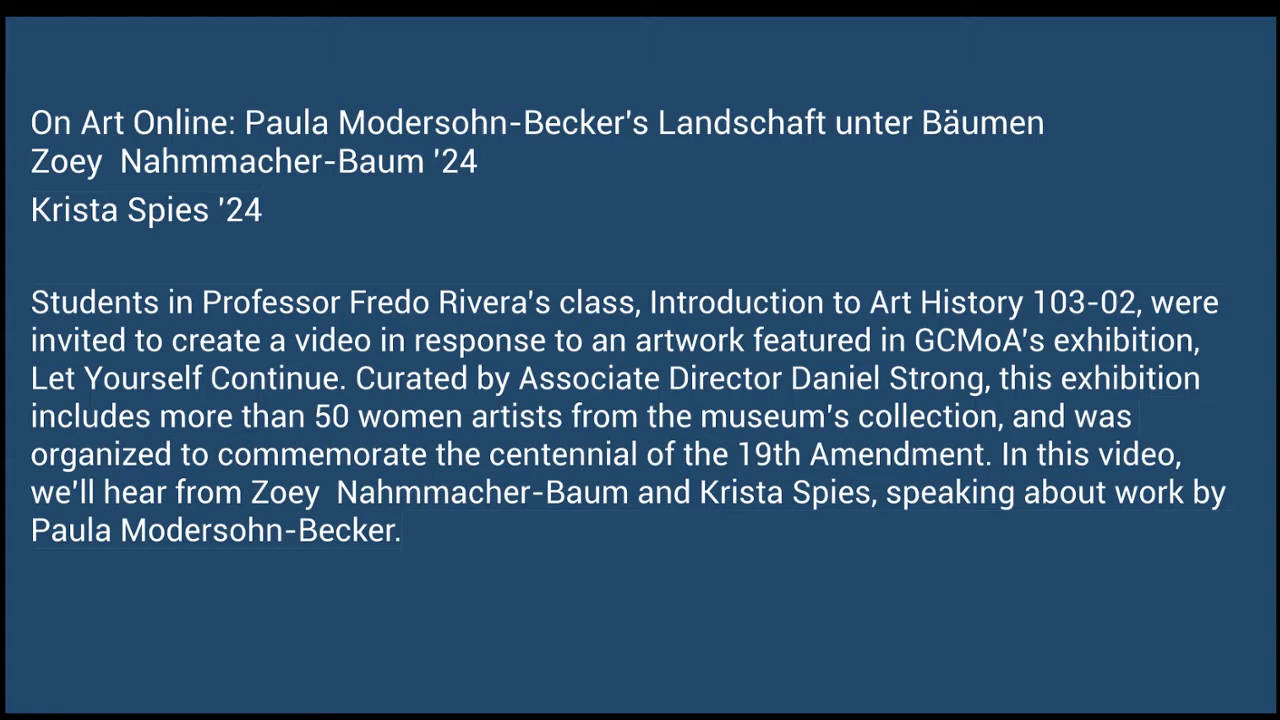 On Art Online: Paula Modersohn-Becker's Landschaft unter Bäumen
Zoey  Nahmmacher-Baum '24
Krista Spies '24
Students in Professor Fredo Rivera's class, Introduction to Art History 103-02, were
invited to create a video in response to an artwork featured in GCMoA's exhibition,
Let Yourself Continue. Curated by Associate Director Daniel Strong, this exhibition
includes more than 50 women artists from the museum's collection, and was
organized to commemorate the centennial of the 19th Amendment. In this video,
we'll hear from Zoey  Nahmmacher-Baum and Krista Spies, speaking about work by
Paula Modersohn-Becker.